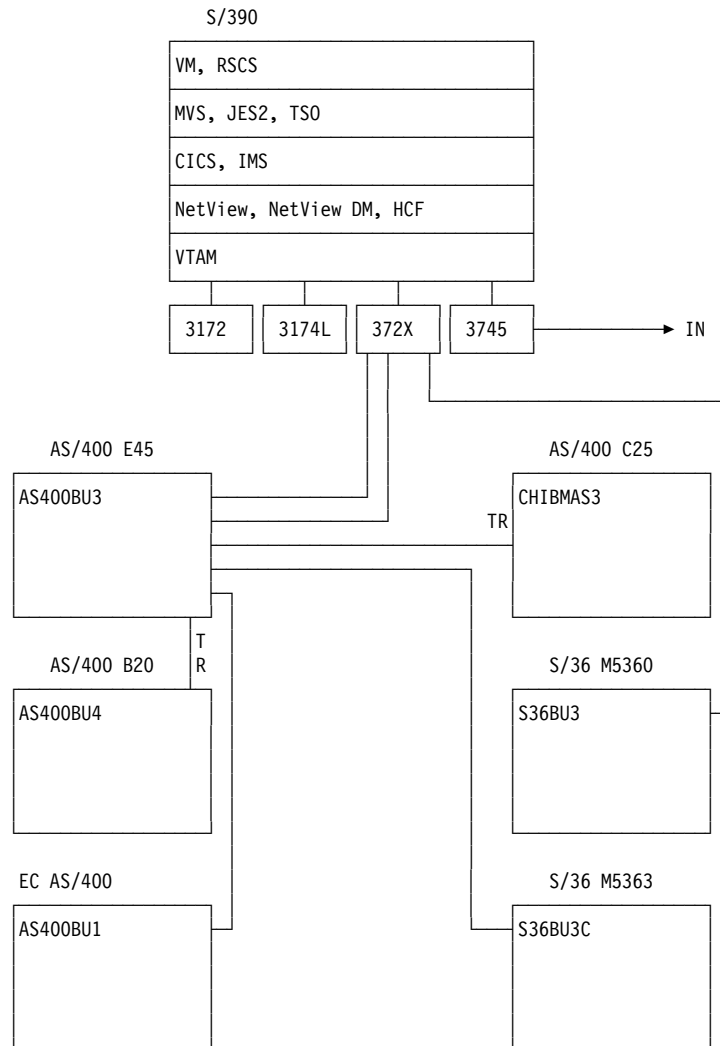 S/390
VM, RSCS
MVS, JES2, TSO
CICS, IMS
NetView, NetView DM, HCF
VTAM
3172 3174L 372X 3745 IN
AS/400 E45 AS/400 C25
AS400BU3 CHIBMAS3
TR
T
R
AS/400 B20 S/36 M5360
AS400BU4 S36BU3
EC AS/400 S/36 M5363
AS400BU1 S36BU3C